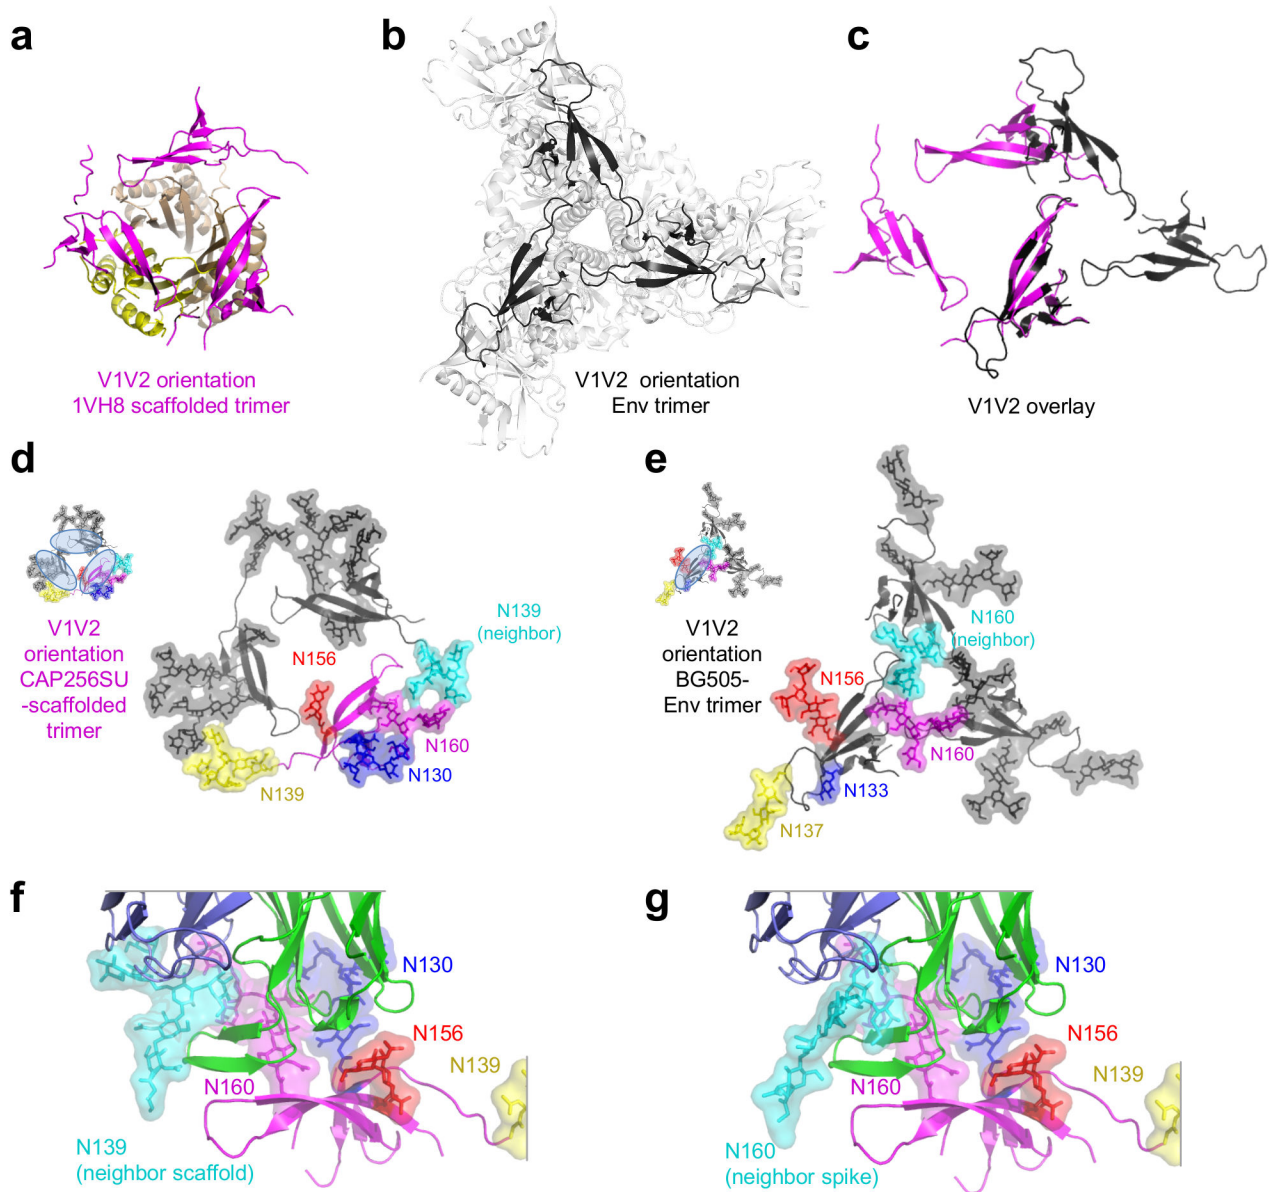 a
V1V2 orientation
1VH8 scaffolded trimer
b
V1V2 orientation
Env trimer
c
V1V2 overlay
d
V1V2
orientation
CAP256SU
-scaffolded
trimer
N156
N139
(neighbor)
N160
N130
N139
e
V1V2
orientation
BG505-
Env trimer
N160
(neighbor)
N156
N160
N133
N137
f
N130
N156
N139
N160
N139
(neighbor scaffold)
g
N130
N156
N139
N160
N160
(neighbor spike)